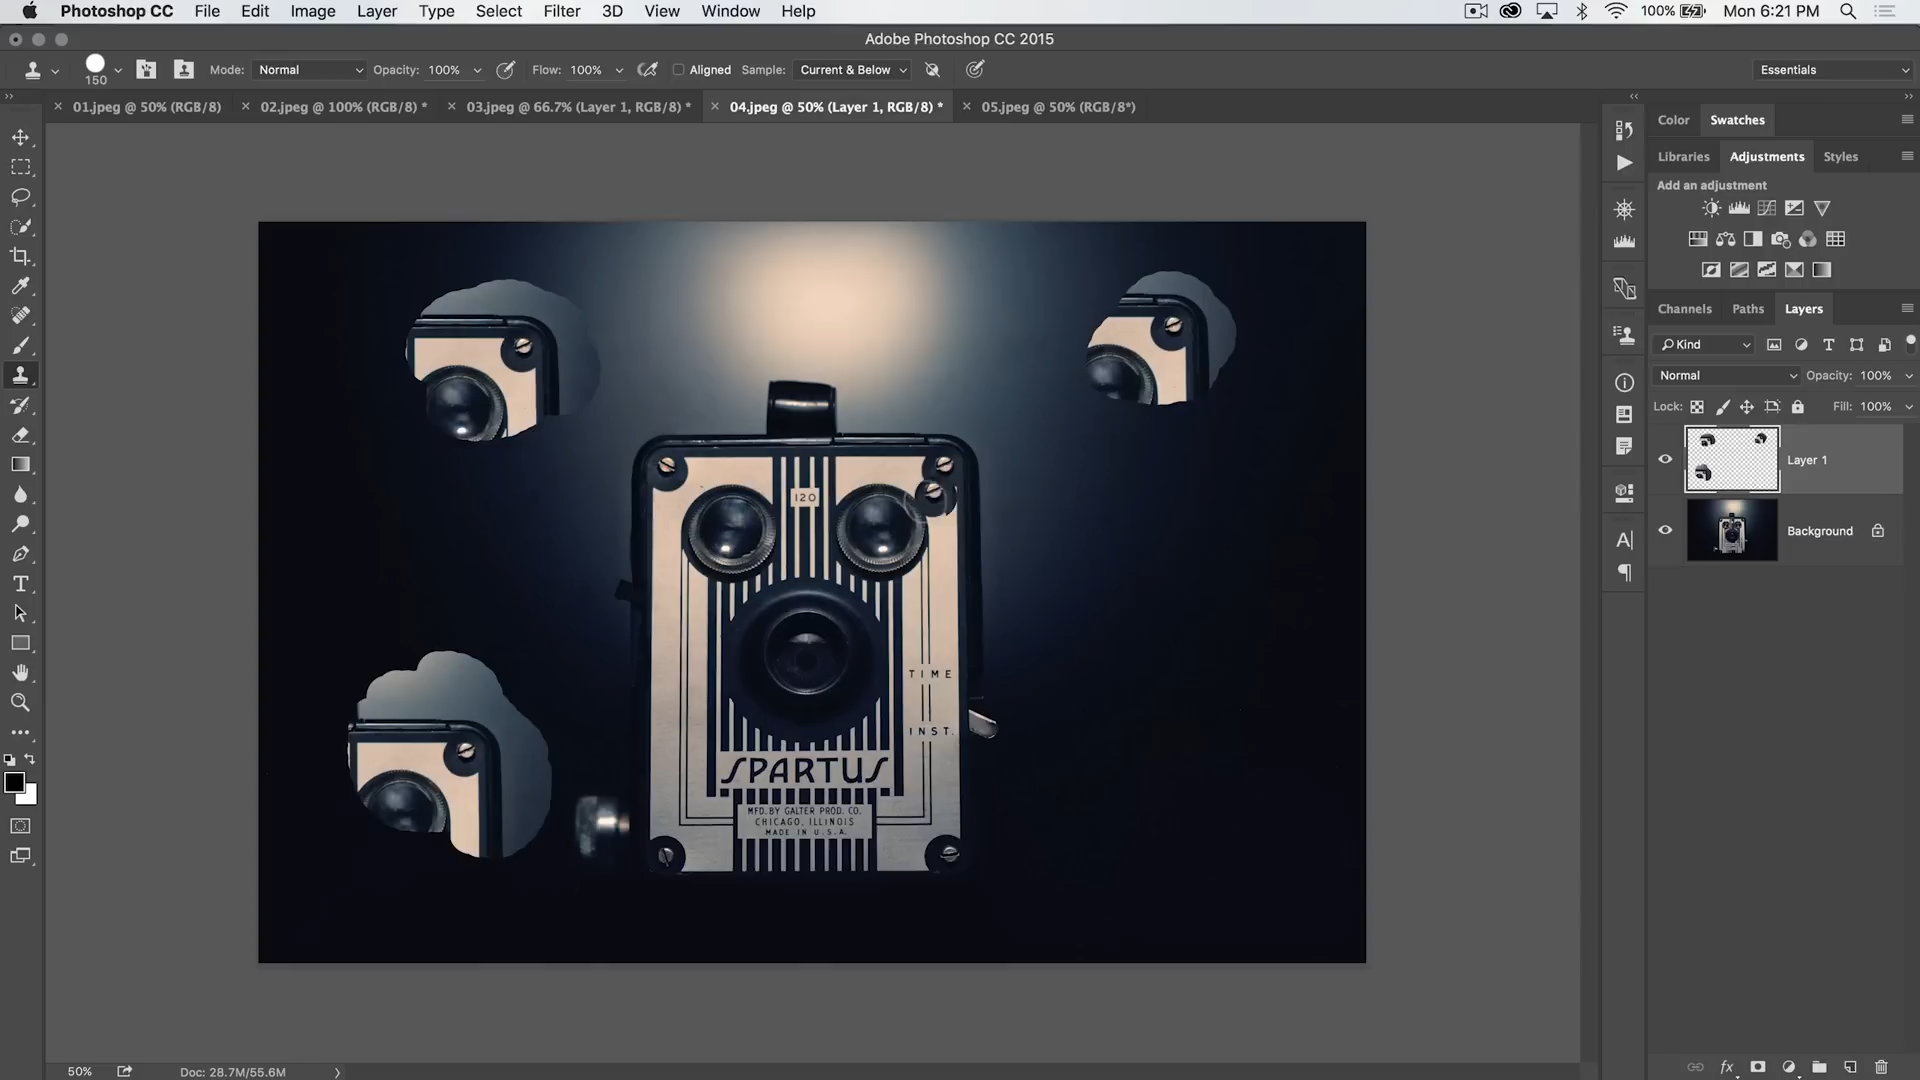 Photoshop CC File Edit Image Layer Type Select Filter 3D View Window Help 100% Mon 6:21 PM
Adobe Photoshop CC 2015
150 Mode: Normal Opacity: 100% Flow: 100% Aligned Sample: Current & Below Essentials
01.jpeg @ 50% (RGB/8) 02.jpeg @ 100% (RGB/8) * 03.jpeg @ 66.7% (Layer 1, RGB/8) * 04.jpeg @ 50% (Layer 1, RGB/8) * 05.jpeg @ 50% (RGB/8*)
Color Swatches
Libraries Adjustments Styles
Add an adjustment
Channels Paths Layers
Kind
Normal Opacity: 100%
Lock: Fill: 100%
Layer 1
Background
120
TIME
INST.
SPARTUS
MFD. BY GALTER PROD. CO.
CHICAGO, ILLINOIS
MADE IN U.S.A.
50% Doc: 28.7M/55.6M